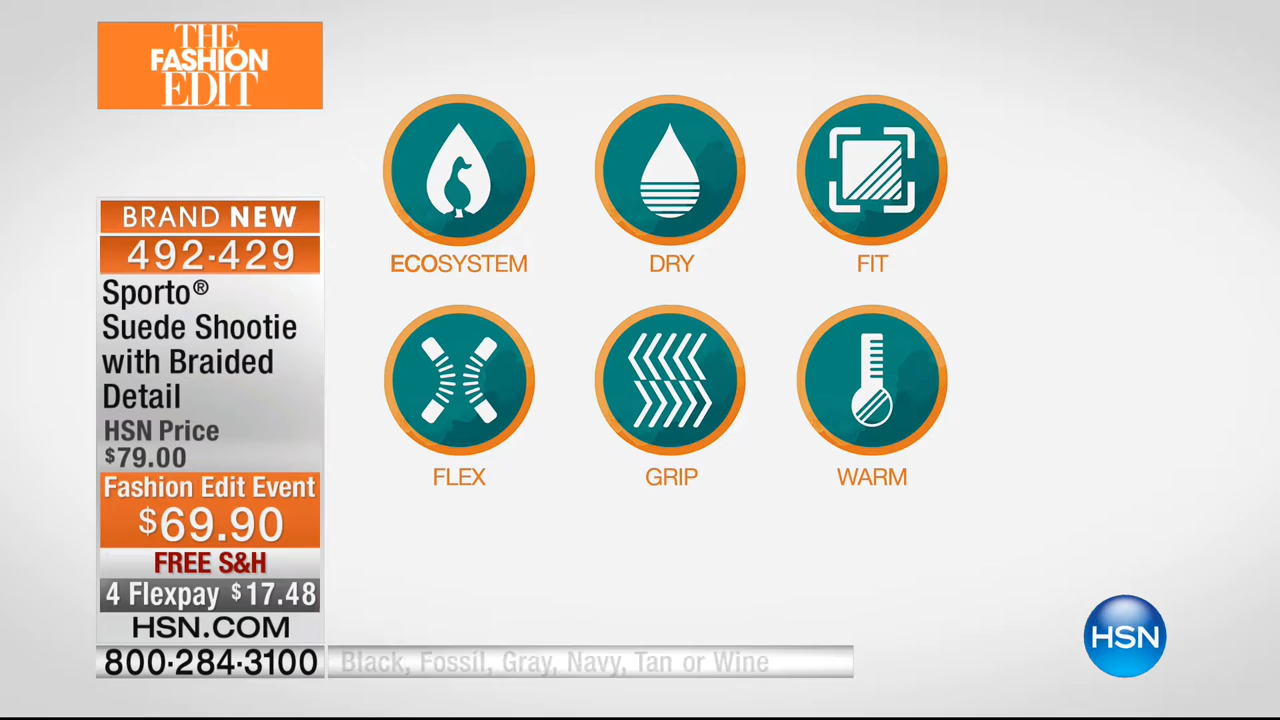 THE
FASHION
EDIT
BRAND NEW
492·429
Sporto®
Suede Shootie
with Braided
Detail
HSN Price
$79.00
Fashion Edit Event
$69.90
FREE S&H
4 Flexpay $17.48
HSN.COM
800·284·3100
Black, Fossil, Gray, Navy, Tan or Wine
ECOSYSTEM
DRY
FIT
FLEX
GRIP
WARM
HSN